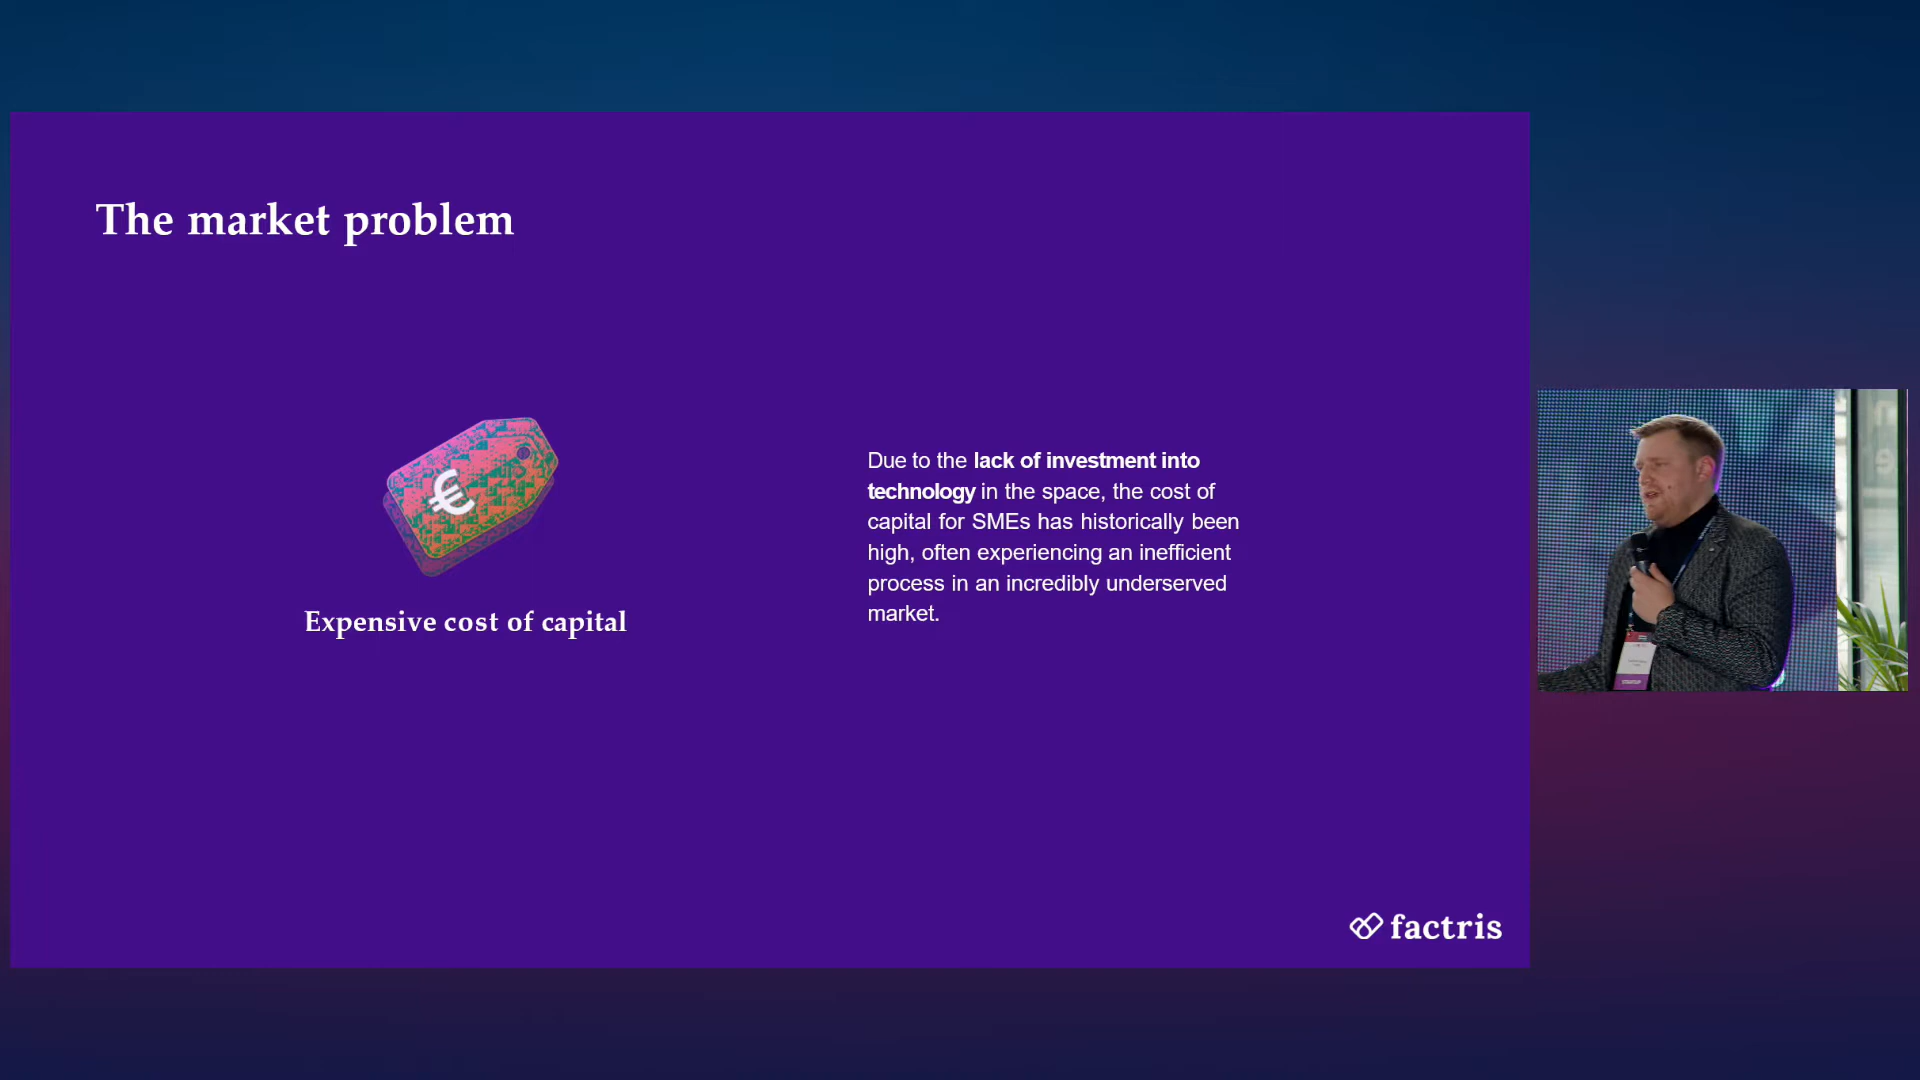 The market problem
€
Expensive cost of capital
Due to the lack of investment into
technology in the space, the cost of
capital for SMEs has historically been
high, often experiencing an inefficient
process in an incredibly underserved
market.
factris
STARTUP